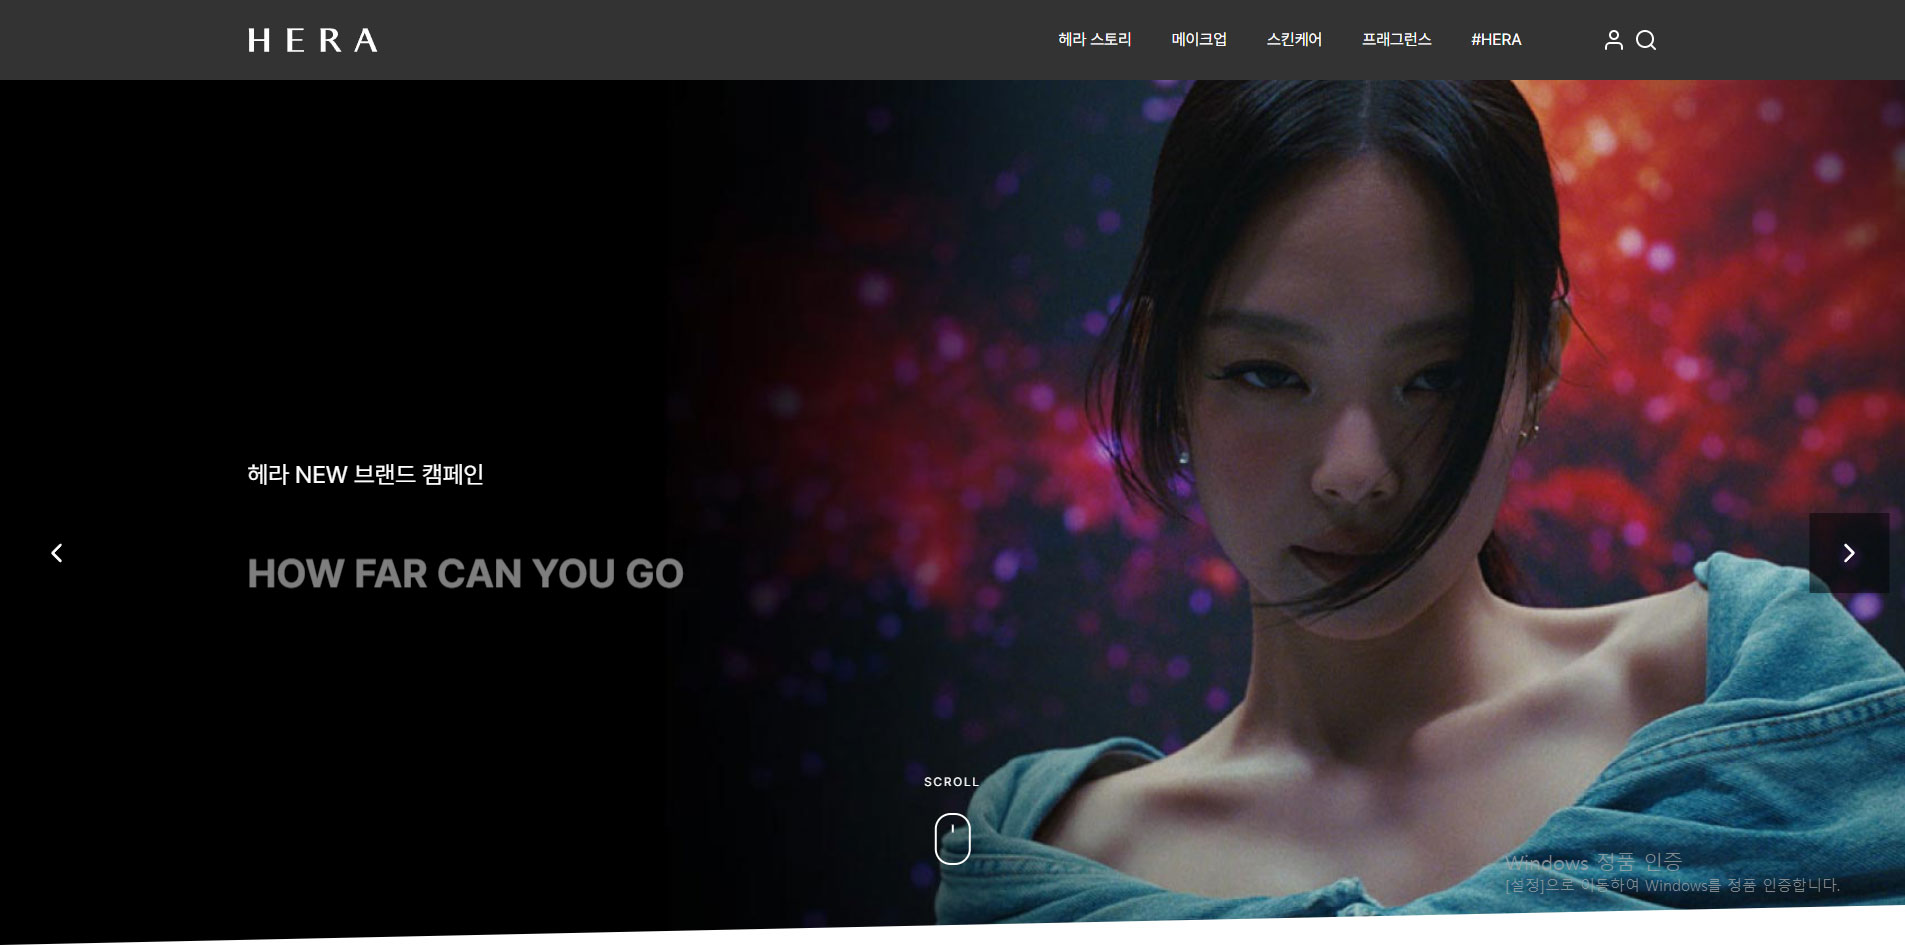 HERA
헤라 스토리
메이크업
스킨케어
프래그런스
#HERA
헤라 NEW 브랜드 캠페인
HOW FAR CAN YOU GO
SCROLL
Windows 정품 인증
[설정]으로 이동하여 Windows를 정품 인증합니다.